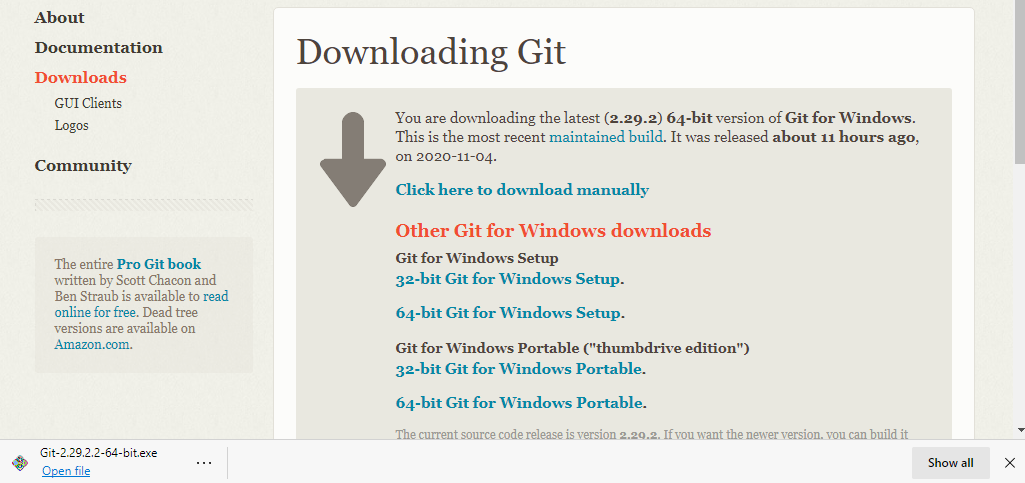 About
Documentation
Downloads
GUI Clients
Logos
Community
The entire Pro Git book
written by Scott Chacon and
Ben Straub is available to read
online for free. Dead tree
versions are available on
Amazon.com.
Downloading Git
You are downloading the latest (2.29.2) 64-bit version of Git for Windows.
This is the most recent maintained build. It was released about 11 hours ago,
on 2020-11-04.
Click here to download manually
Other Git for Windows downloads
Git for Windows Setup
32-bit Git for Windows Setup.
64-bit Git for Windows Setup.
Git for Windows Portable ("thumbdrive edition")
32-bit Git for Windows Portable.
64-bit Git for Windows Portable.
The current source code release is version 2.29.2. If you want the newer version, you can build it
Git-2.29.2.2-64-bit.exe
Open file
...
Show all